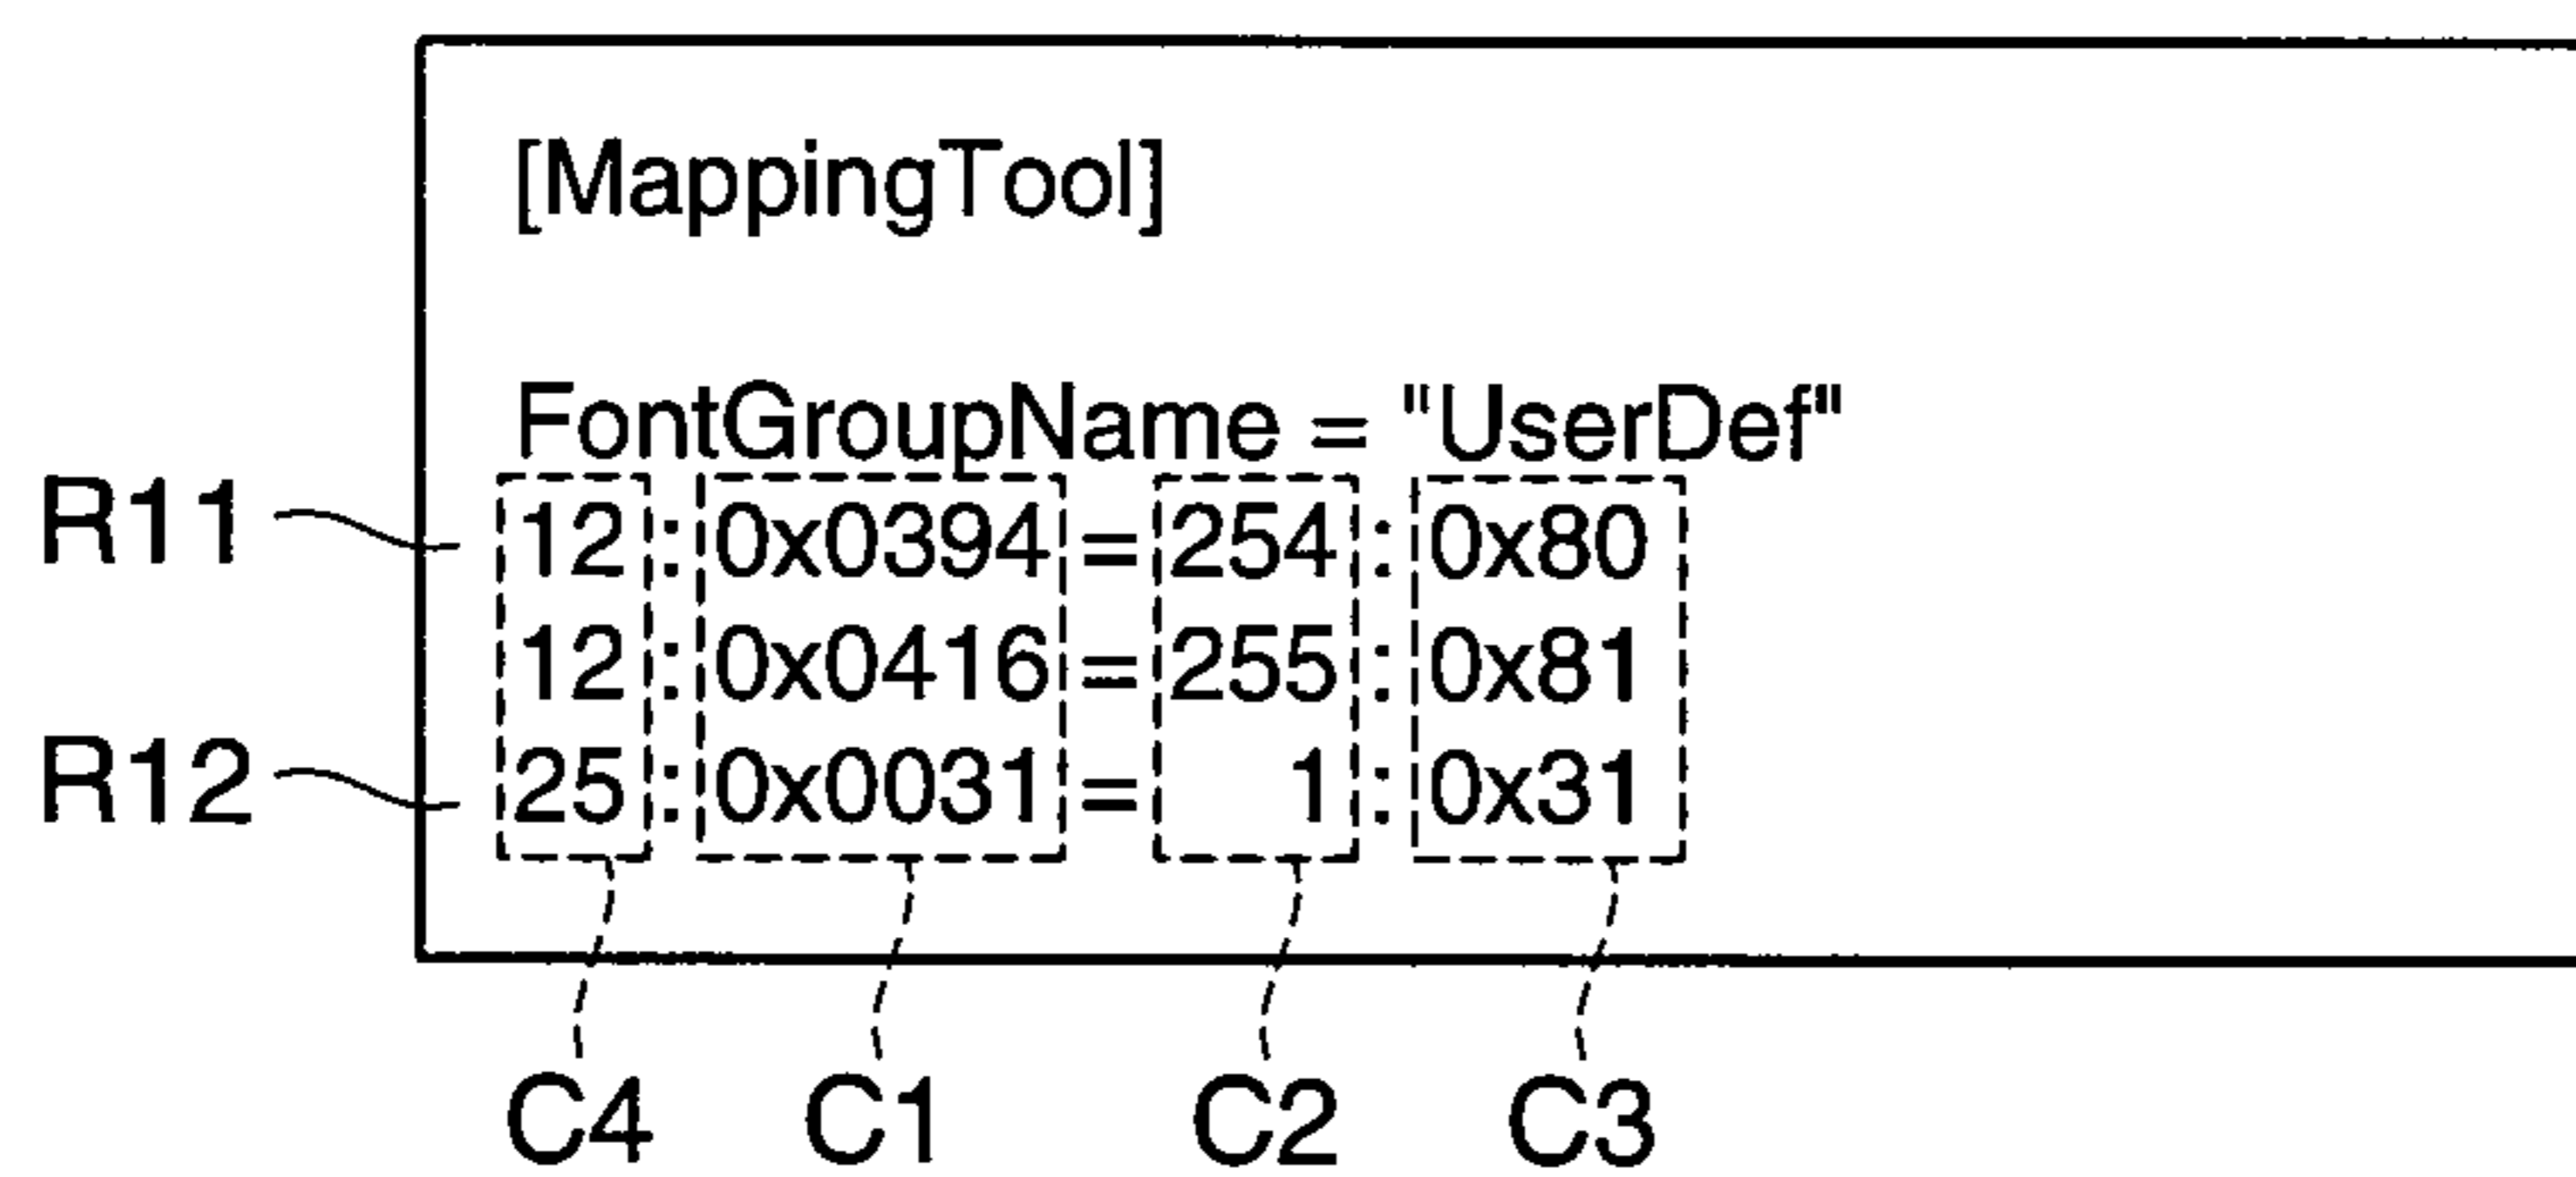 [MappingTool]
FontGroupName = "UserDef"
R11 12 : 0x0394 = 254 : 0x80
12 : 0x0416 = 255 : 0x81
R12 25 : 0x0031 = 1 : 0x31
C4 C1 C2 C3